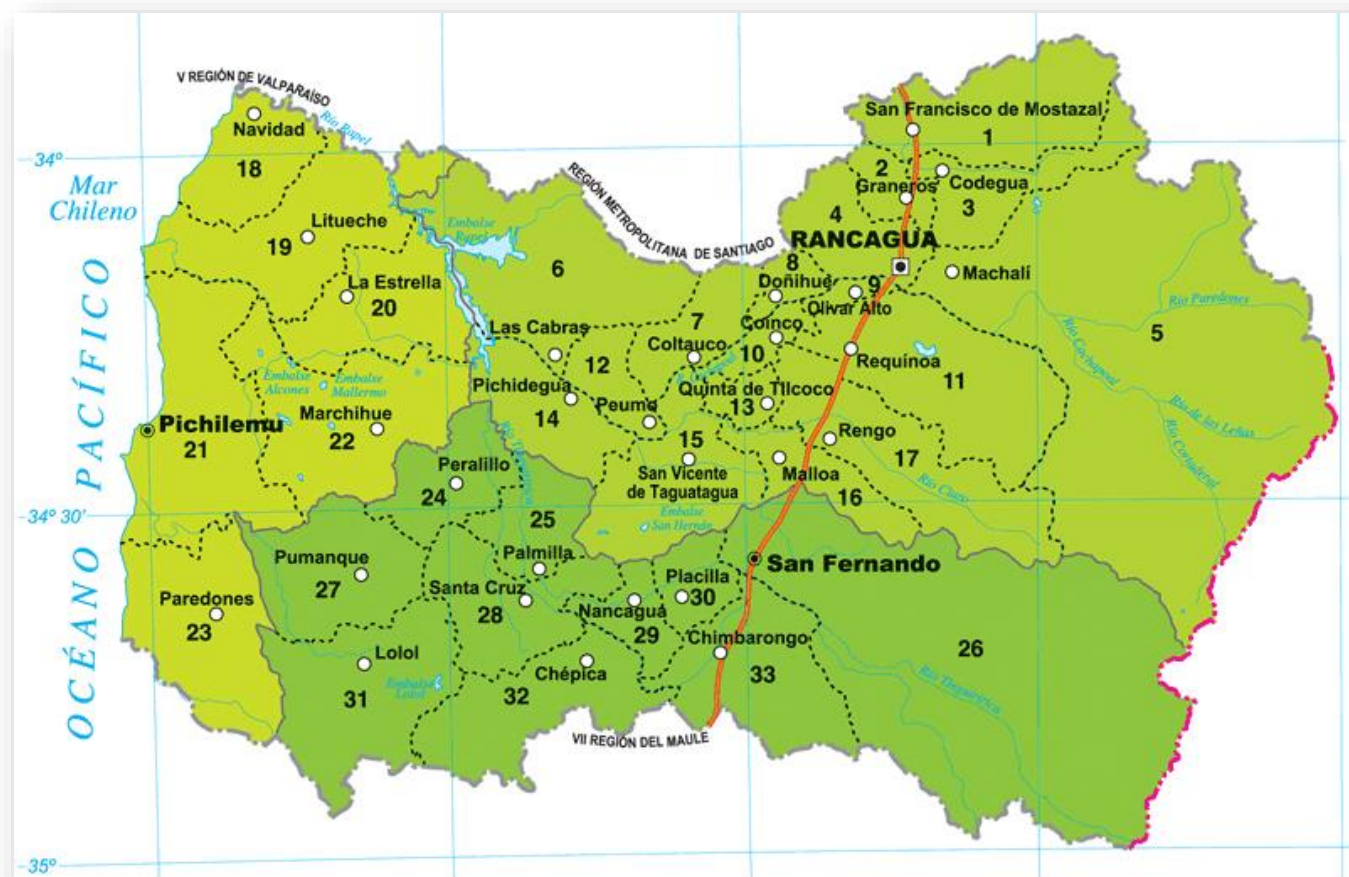 V REGIÓN DE VALPARAÍSO
Navidad
18
Río Rapel
34º
Mar
Chileno
Litueche
19
La Estrella
20
Embalse
Rapel
REGIÓN METROPOLITANA DE SANTIAGO
6
San Francisco de Mostazal
1
2
Graneros
Codegua
3
4
RANCAGUA
8
Doñihue
9
Olivar Alto
Machalí
Río Paredones
5
Río Cachapoal
Río de las Leñas
Río Cortaderal
Las Cabras
12
7
Coltauco
Coinco
10
Requínoa
11
Pichidegua
14
Peumo
Quinta de TIlcoco
13
Rengo
17
15
San Vicente
de Taguatagua
Embalse
San Hernán
Malloa
16
Río Claro
OCÉANO PACÍFICO
Embalse
Alcones
Embalse
Mallermo
Marchihue
22
Pichilemu
21
Peralillo
24
25
34º 30'
Pumanque
27
Palmilla
Santa Cruz
28
Nancagua
29
Placilla
30
San Fernando
26
Paredones
23
Lolol
31
Embalse
Lolol
Chépica
32
Chimbarongo
33
Río Tinguiririca
VII REGIÓN DEL MAULE
35º